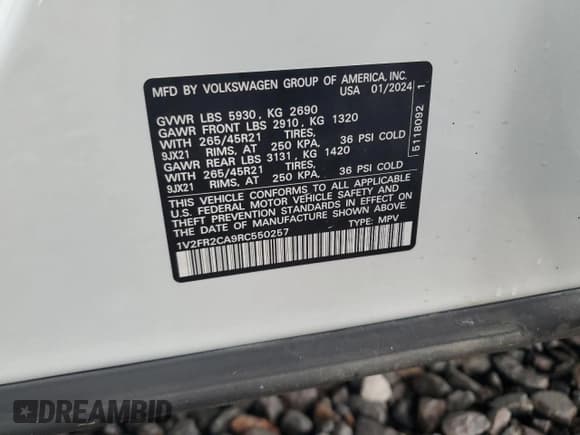 MFD BY VOLKSWAGEN GROUP OF AMERICA, INC.
USA 01/2024
GVWR LBS 5930, KG 2690
GAWR FRONT LBS 2910, KG 1320
WITH 265/45R21 TIRES,
9JX21 RIMS, AT 250 KPA, 36 PSI COLD
GAWR REAR LBS 3131, KG 1420
WITH 265/45R21 TIRES,
9JX21 RIMS, AT 250 KPA, 36 PSI COLD
THIS VEHICLE CONFORMS TO ALL APPLICABLE
U.S. FEDERAL MOTOR VEHICLE SAFETY AND
THEFT PREVENTION STANDARDS IN EFFECT ON
THE DATE OF MANUFACTURE SHOWN ABOVE.
1V2FR2CA9RC550257 TYPE: MPV
5118092 1
DREAMBID